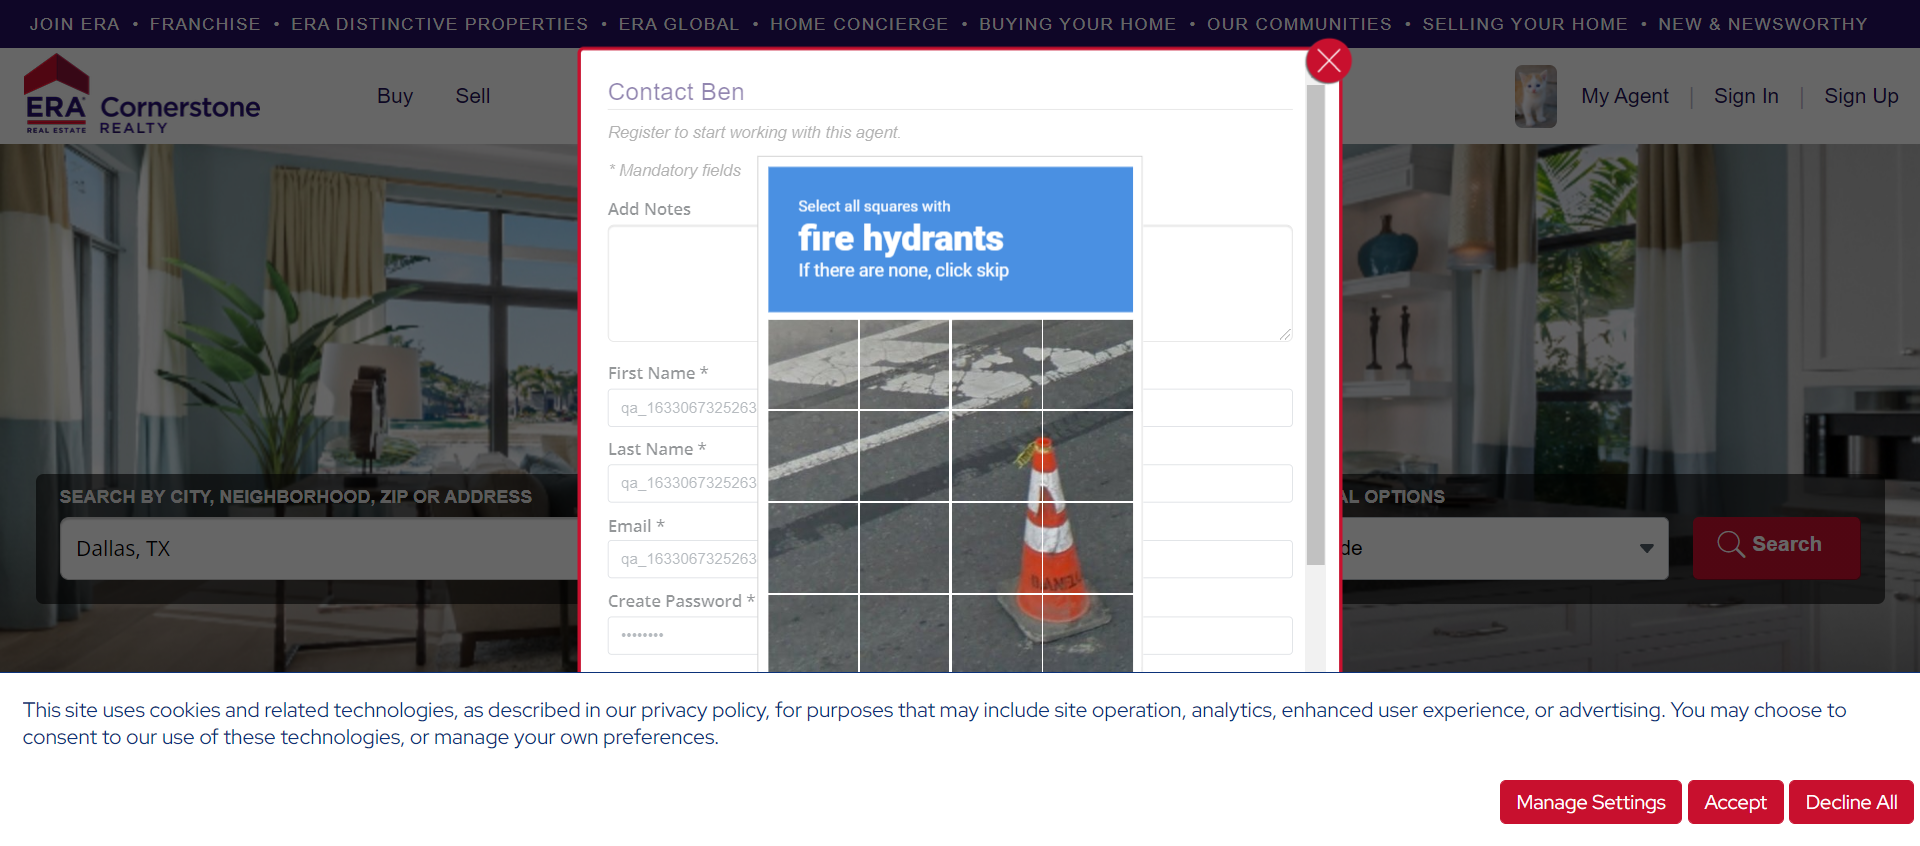 JOIN ERA • FRANCHISE • ERA DISTINCTIVE PROPERTIES • ERA GLOBAL • HOME CONCIERGE • BUYING YOUR HOME • OUR COMMUNITIES • SELLING YOUR HOME • NEW & NEWSWORTHY
ERA
REAL ESTATE
Cornerstone
REALTY
Buy
Sell
My Agent | Sign In | Sign Up
Contact Ben
Register to start working with this agent.
* Mandatory fields
Add Notes
Select all squares with
fire hydrants
If there are none, click skip
First Name *
qa_1633067325263
Last Name *
qa_1633067325263
Email *
qa_1633067325263
Create Password *
••••••••
SEARCH BY CITY, NEIGHBORHOOD, ZIP OR ADDRESS
Dallas, TX
AL OPTIONS
de
Search
This site uses cookies and related technologies, as described in our privacy policy, for purposes that may include site operation, analytics, enhanced user experience, or advertising. You may choose to
consent to our use of these technologies, or manage your own preferences.
Manage Settings
Accept
Decline All